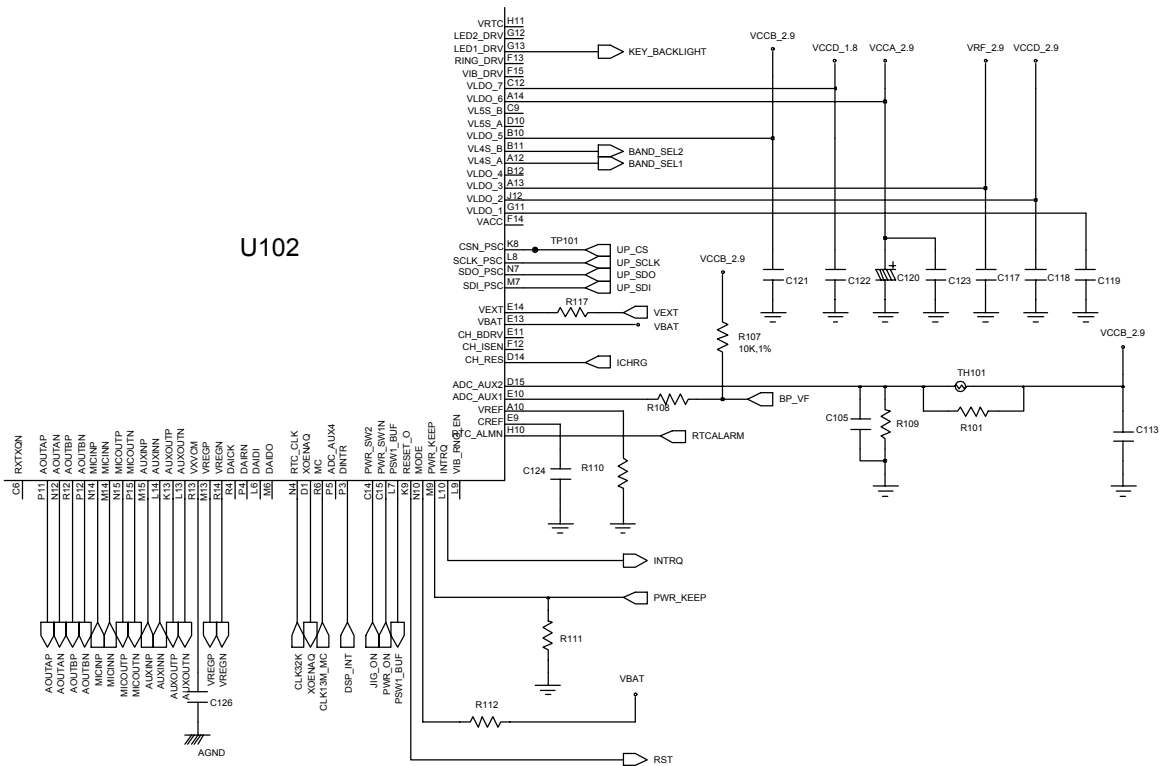 U102
VRTC H11
LED2_DRV G12
LED1_DRV G13 KEY_BACKLIGHT
RING_DRV F13
VIB_DRV F15
VLDO_7 C12
VLDO_6 A14
VL5S_B C9
VL5S_A D10
VLDO_5 B10
VL4S_B B11 BAND_SEL2
VL4S_A A12 BAND_SEL1
VLDO_4 B12
VLDO_3 A13
VLDO_2 J12
VLDO_1 G11
VACC F14
VCCB_2.9 VCCD_1.8 VCCA_2.9 VRF_2.9 VCCD_2.9
C121 C122 + C120 C123 C117 C118 C119
CSN_PSC K8 TP101 UP_CS
SCLK_PSC L8 UP_SCLK
SDO_PSC N7 UP_SDO
SDI_PSC M7 UP_SDI
VEXT E14 R117 VEXT
VBAT E13 VBAT
CH_BDRV E11
CH_ISEN F12
CH_RES D14 ICHRG
VCCB_2.9
R107
10K,1%
ADC_AUX2 D15
ADC_AUX1 E10 R108 BP_VF
VREF A10
CREF E9
RTC_ALMN H10 RTCALARM
C124 R110
VCCB_2.9
TH101
R101
C105 R109 C113
RXTXQN C6
AOUTAP P11 AOUTAP
AOUTAN N12 AOUTAN
AOUTBP R12 AOUTBP
AOUTBN P12 AOUTBN
MICINP N14 MICINP
MICINN M14 MICINN
MICOUTP N15 MICOUTP
MICOUTN P15 MICOUTN
AUXINP M15 AUXINP
AUXINN L14 AUXINN
AUXOUTP K13 AUXOUTP
AUXOUTN L13 AUXOUTN
VXVCM R13
VREGP M13 VREGP
VREGN R14 VREGN
DAICK R4
DAIRN P4
DAIDI L6
DAIDO M6
C126
AGND
RTC_CLK N4 CLK32K
XOENAQ D1 XOENAQ
MC R6 CLK13M_MC
ADC_AUX4 P5
DINTR P3 DSP_INT
PWR_SW2 C14 JIG_ON
PWR_SW1N C15 PWR_ON
PSW1_BUF L7 PSW1_BUF
RESET_O K9
MODE N10
PWR_KEEP M9
INTRQ L10
VIB_RNG_EN L9
INTRQ
PWR_KEEP
R111
VBAT
R112
RST